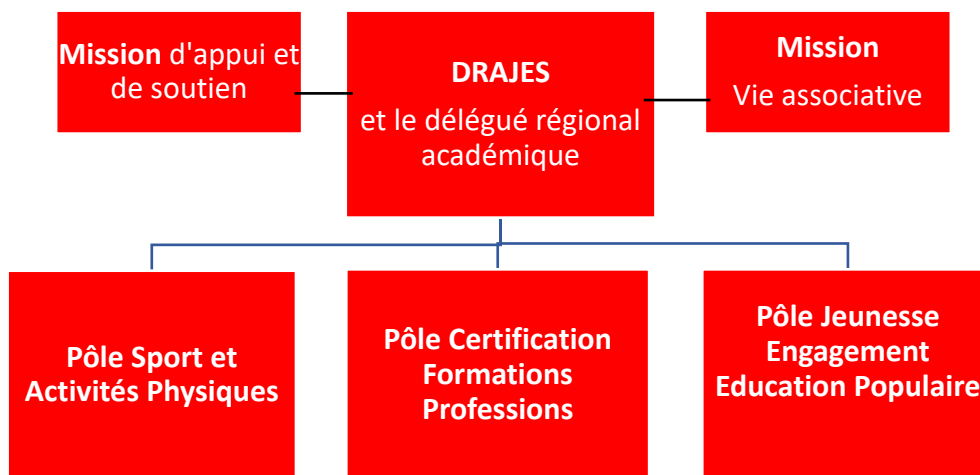 Mission d'appui et
de soutien
DRAJES
et le délégué régional
académique
Mission
Vie associative
Pôle Sport et
Activités Physiques
Pôle Certification
Formations
Professions
Pôle Jeunesse
Engagement
Education Populaire